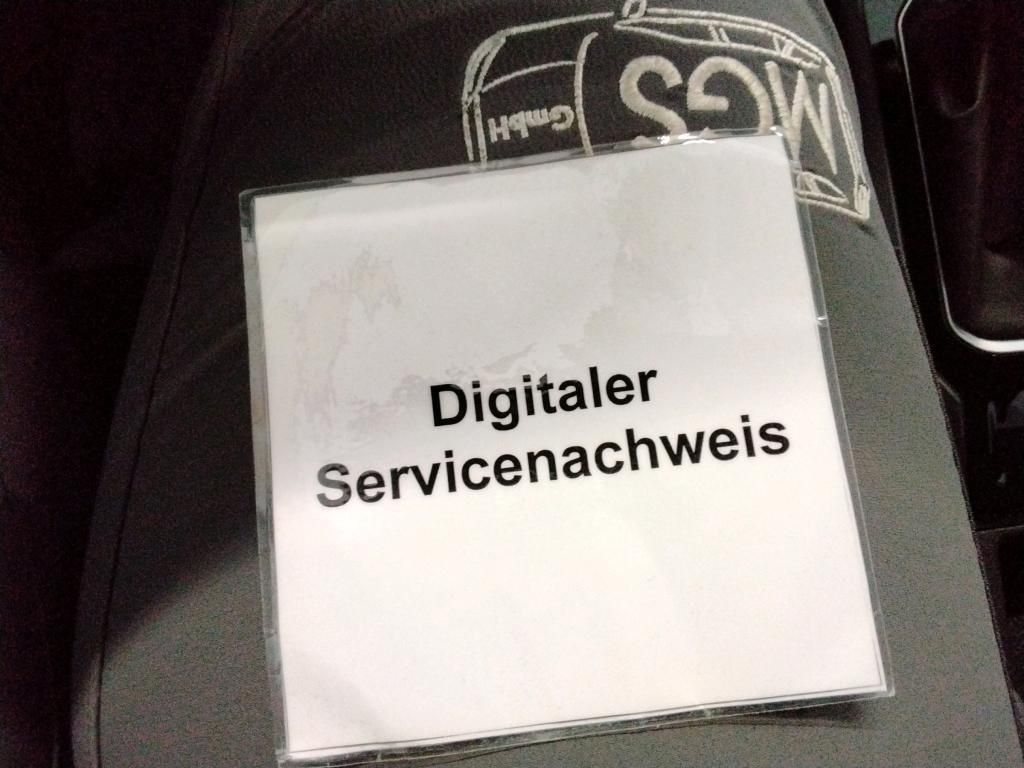 MGS
GmbH
Digitaler
Servicenachweis